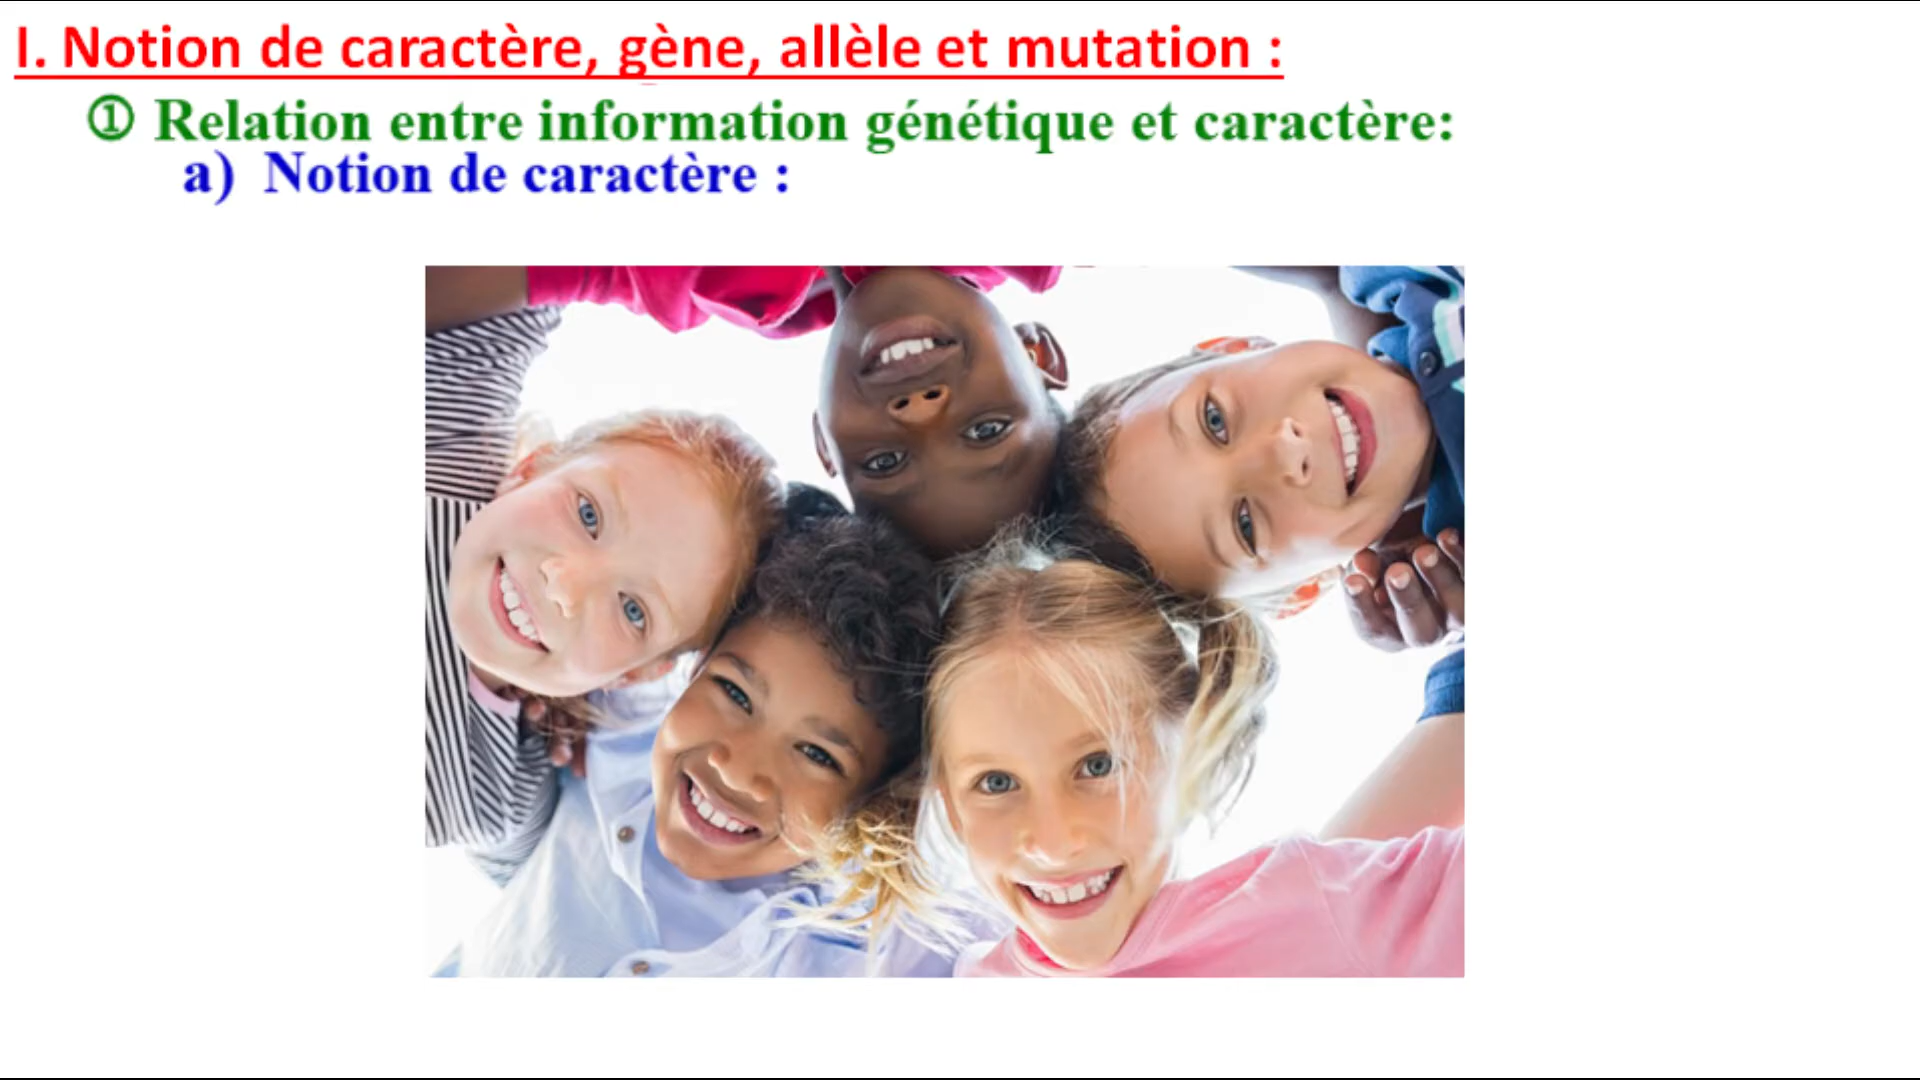 I. Notion de caractère, gène, allèle et mutation :
① Relation entre information génétique et caractère:
a) Notion de caractère :